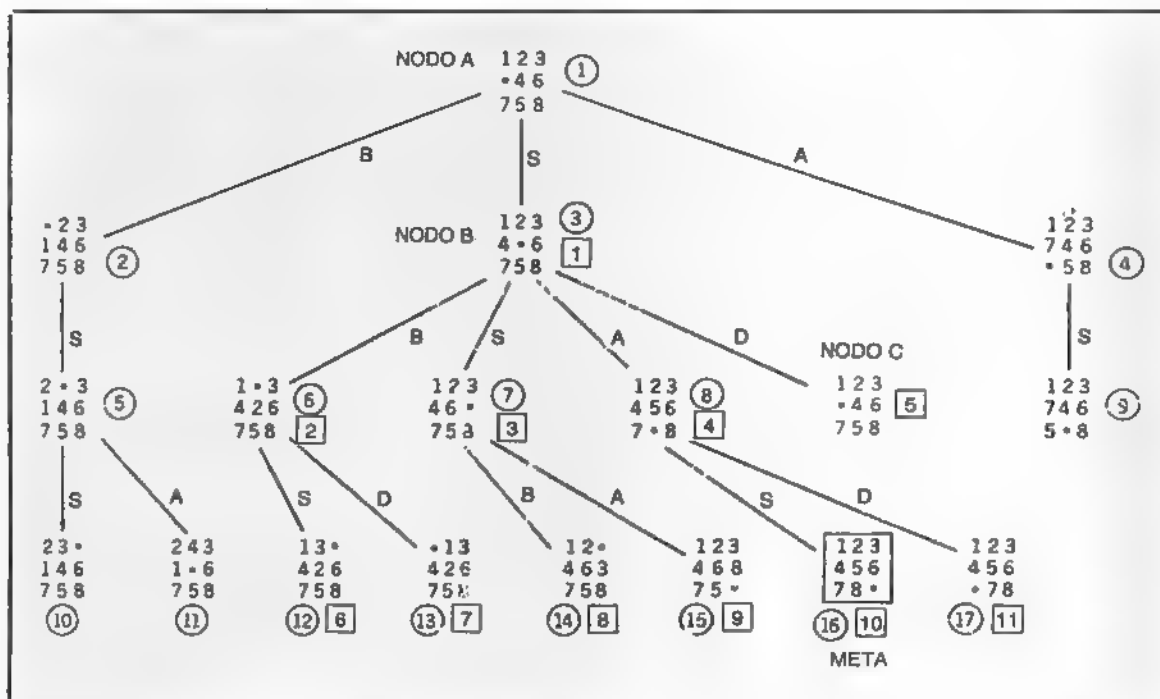 NODO A
1 2 3
• 4 6
7 5 8
1
B
S
A
• 2 3
1 4 6
7 5 8
2
NODO B
1 2 3
4 • 6
7 5 8
3
1
1 2 3
7 4 6
• 5 8
4
S
B
S
A
D
S
2 • 3
1 4 6
7 5 8
5
1 • 3
4 2 6
7 5 8
6
2
1 2 3
4 6 •
7 5 8
7
3
1 2 3
4 5 6
7 • 8
8
4
NODO C
1 2 3
• 4 6
7 5 8
5
1 2 3
7 4 6
5 • 8
9
S
A
S
D
B
A
S
D
2 3 •
1 4 6
7 5 8
10
2 4 3
1 • 6
7 5 8
11
1 3 •
4 2 6
7 5 8
12
6
• 1 3
4 2 6
7 5 8
13
7
1 2 •
4 6 3
7 5 8
14
8
1 2 3
4 6 8
7 5 •
15
9
1 2 3
4 5 6
7 8 •
16
10
META
1 2 3
4 5 6
• 7 8
17
11